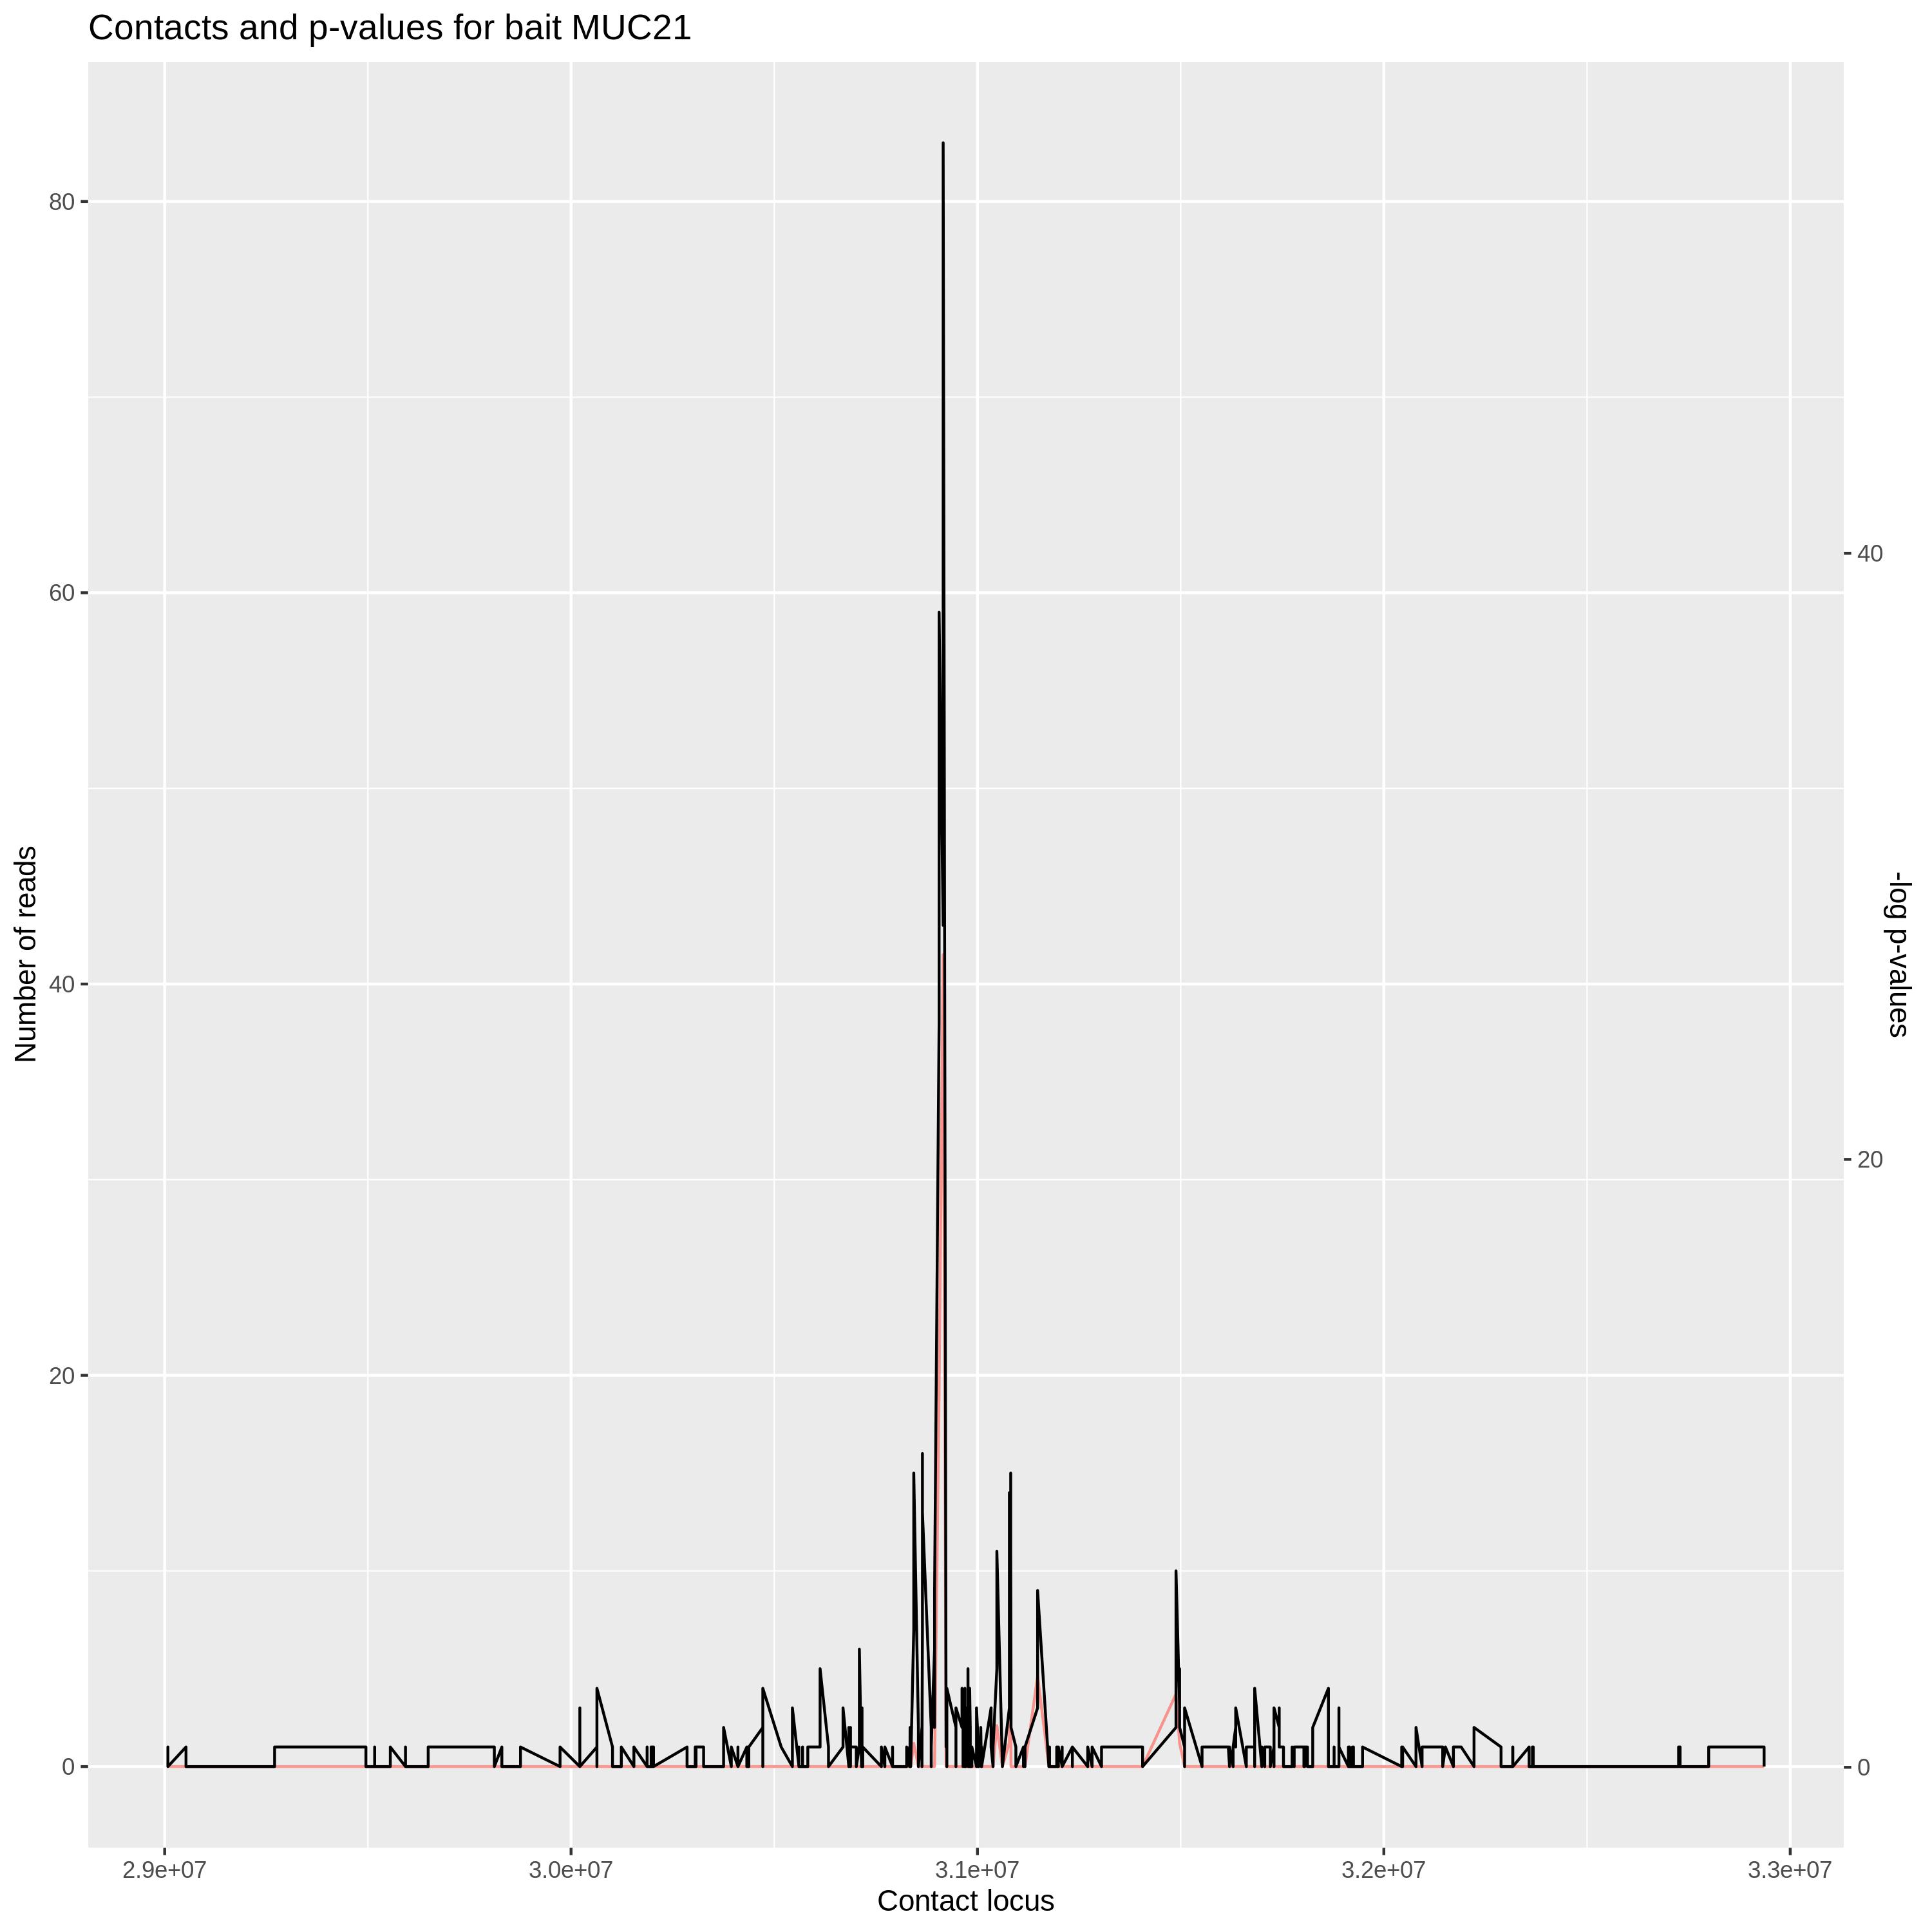 Contacts and p-values for bait MUC21
80
60
40
20
0
Number of reads
40
20
0
-log p-values
2.9e+07 3.0e+07 3.1e+07 3.2e+07 3.3e+07
Contact locus